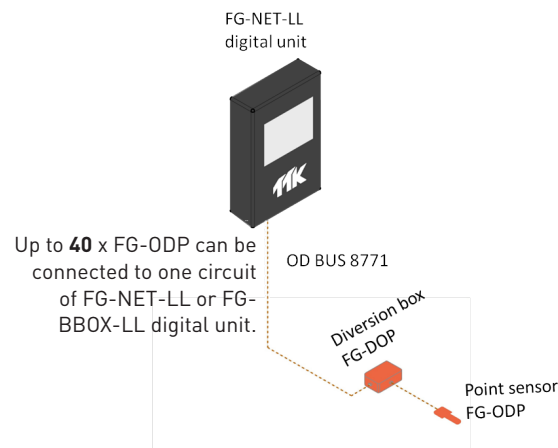 FG-NET-LL
digital unit
TTK
Up to 40 x FG-ODP can be
connected to one circuit
of FG-NET-LL or FG-
BBOX-LL digital unit.
OD BUS 8771
Diversion box
FG-DOP
Point sensor
FG-ODP